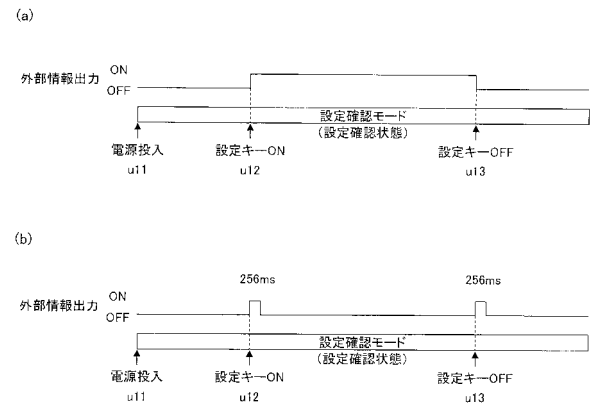 (a)
外部情報出力
ON
OFF
設定確認モード
(設定確認状態)
電源投入
u11
設定キーON
u12
設定キーOFF
u13
(b)
256ms
256ms
外部情報出力
ON
OFF
設定確認モード
(設定確認状態)
電源投入
u11
設定キーON
u12
設定キーOFF
u13